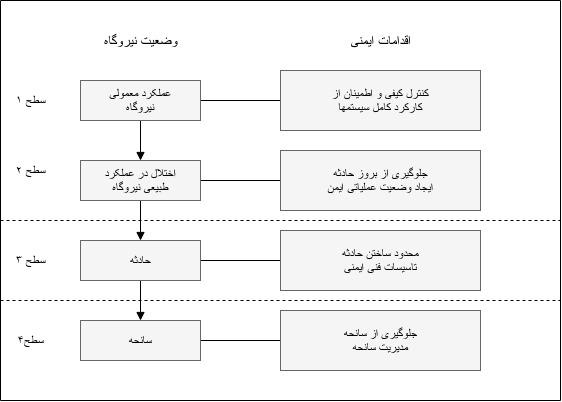 اقدامات ایمنی
وضعیت نیروگاه
سطح ۱
عملکرد معمولی
نیروگاه
کنترل کیفی و اطمینان از
کارکرد کامل سیستمها
سطح ۲
اختلال در عملکرد
طبیعی نیروگاه
جلوگیری از بروز حادثه
ایجاد وضعیت عملیاتی ایمن
سطح ۳
حادثه
محدود ساختن حادثه
تاسیسات فنی ایمنی
سطح۴
سانحه
جلوگیری از سانحه
مدیریت سانحه